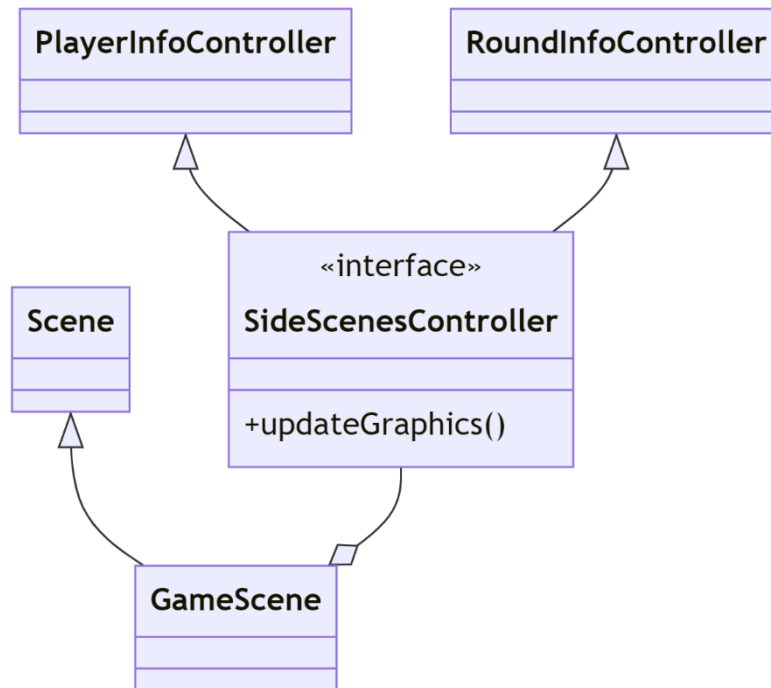 PlayerInfoController
RoundInfoController
«interface»
SideScenesController
+updateGraphics()
Scene
GameScene